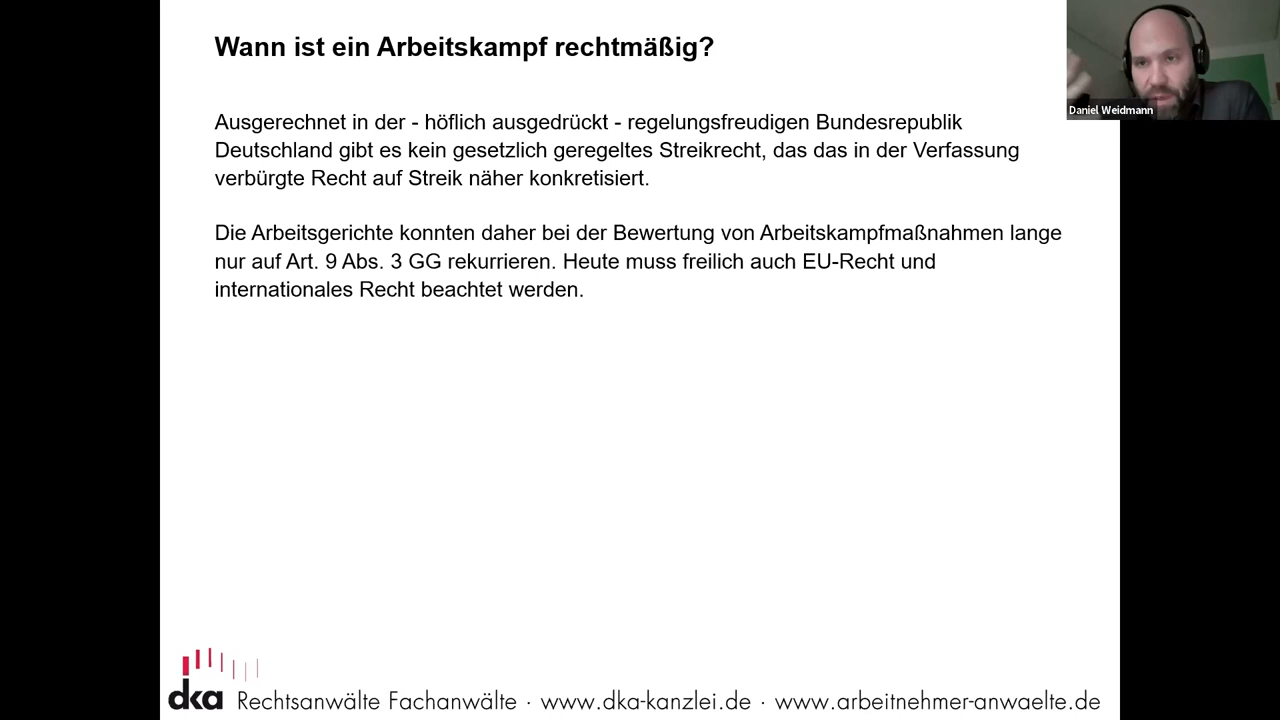 Wann ist ein Arbeitskampf rechtmäßig?
Daniel Weidmann
Ausgerechnet in der - höflich ausgedrückt - regelungsfreudigen Bundesrepublik
Deutschland gibt es kein gesetzlich geregeltes Streikrecht, das das in der Verfassung
verbürgte Recht auf Streik näher konkretisiert.
Die Arbeitsgerichte konnten daher bei der Bewertung von Arbeitskampfmaßnahmen lange
nur auf Art. 9 Abs. 3 GG rekurrieren. Heute muss freilich auch EU-Recht und
internationales Recht beachtet werden.
dka Rechtsanwälte Fachanwälte · www.dka-kanzlei.de · www.arbeitnehmer-anwaelte.de